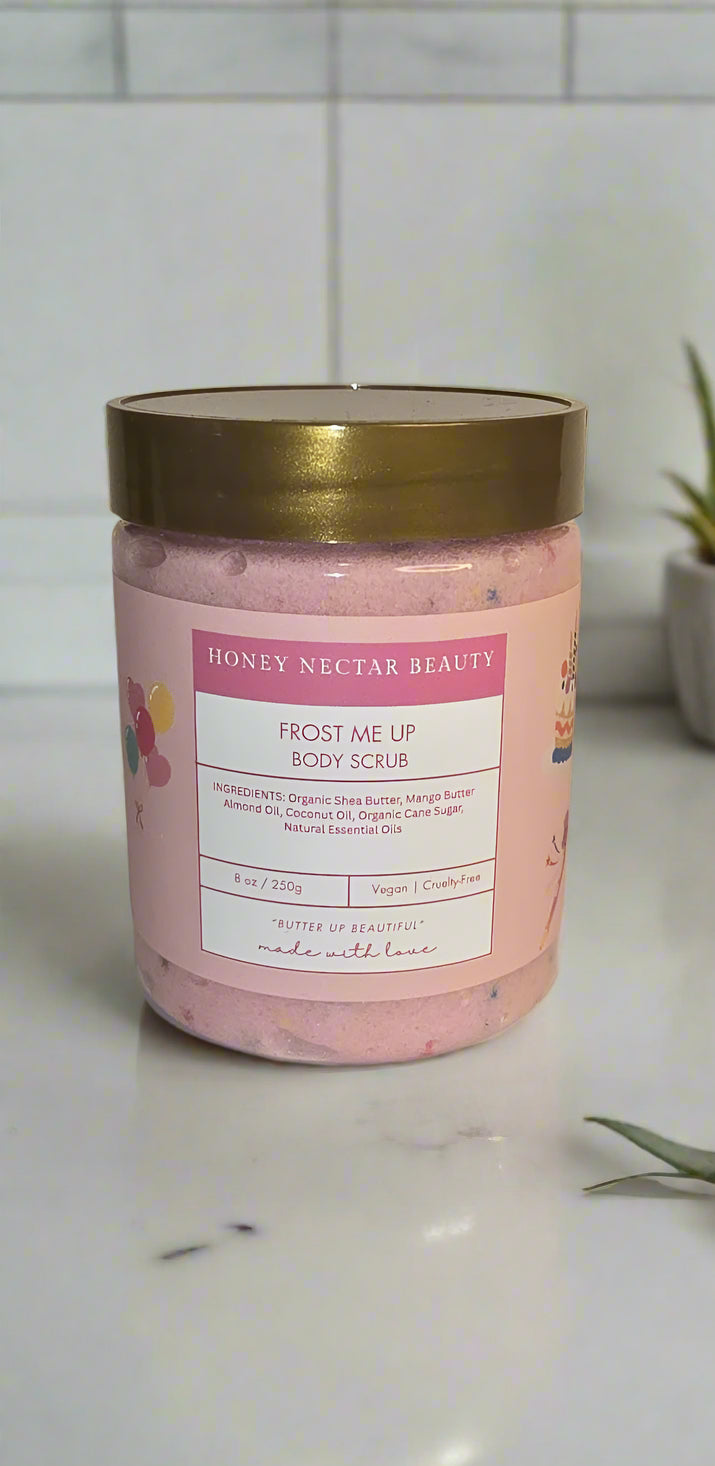 HONEY NECTAR BEAUTY
FROST ME UP
BODY SCRUB
INGREDIENTS: Organic Shea Butter, Mango Butter
Almond Oil, Coconut Oil, Organic Cane Sugar,
Natural Essential Oils
8 oz / 250g
Vegan | Cruelty-Free
"BUTTER UP BEAUTIFUL"
made with love